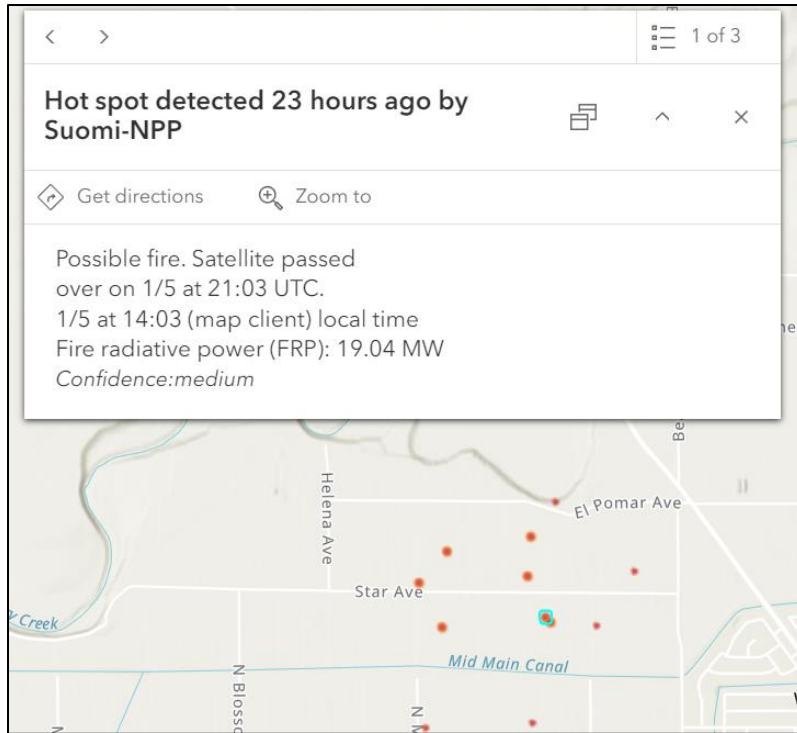 1 of 3
Hot spot detected 23 hours ago by
Suomi-NPP
Get directions
Zoom to
Possible fire. Satellite passed
over on 1/5 at 21:03 UTC.
1/5 at 14:03 (map client) local time
Fire radiative power (FRP): 19.04 MW
Confidence:medium
Helena Ave
El Pomar Ave
Star Ave
Creek
Mid Main Canal
N Blosso